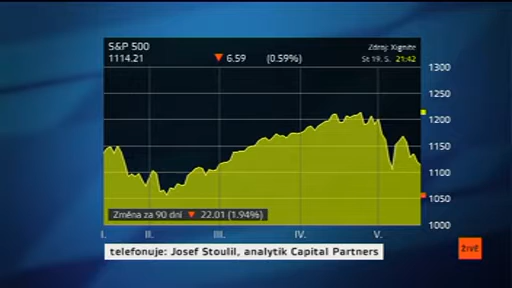 S&P 500
Zdroj: Xignite
1114.21 ▼ 6.59 (0.59%)
St 19. 5. 21:42
1300
1250
1200
1150
1100
1050
1000
Změna za 90 dní ▼ 22.01 (1.94%)
I. II. III. IV. V.
telefonuje: Josef Stoulil, analytik Capital Partners
ŽIVĚ